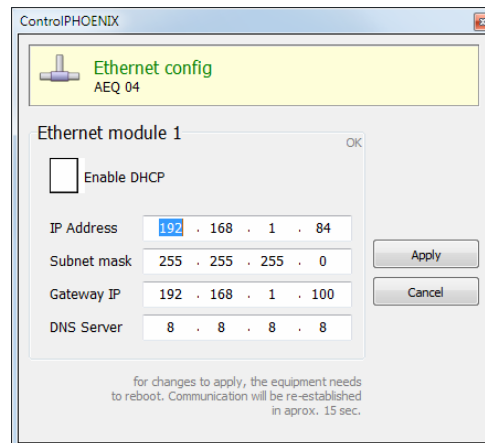 ControlPHOENIX
Ethernet config
AEQ 04
Ethernet module 1
OK
Enable DHCP
IP Address 192 . 168 . 1 . 84
Subnet mask 255 . 255 . 255 . 0
Apply
Gateway IP 192 . 168 . 1 . 100
Cancel
DNS Server 8 . 8 . 8 . 8
for changes to apply, the equipment needs
to reboot. Communication will be re-established
in aprox. 15 sec.